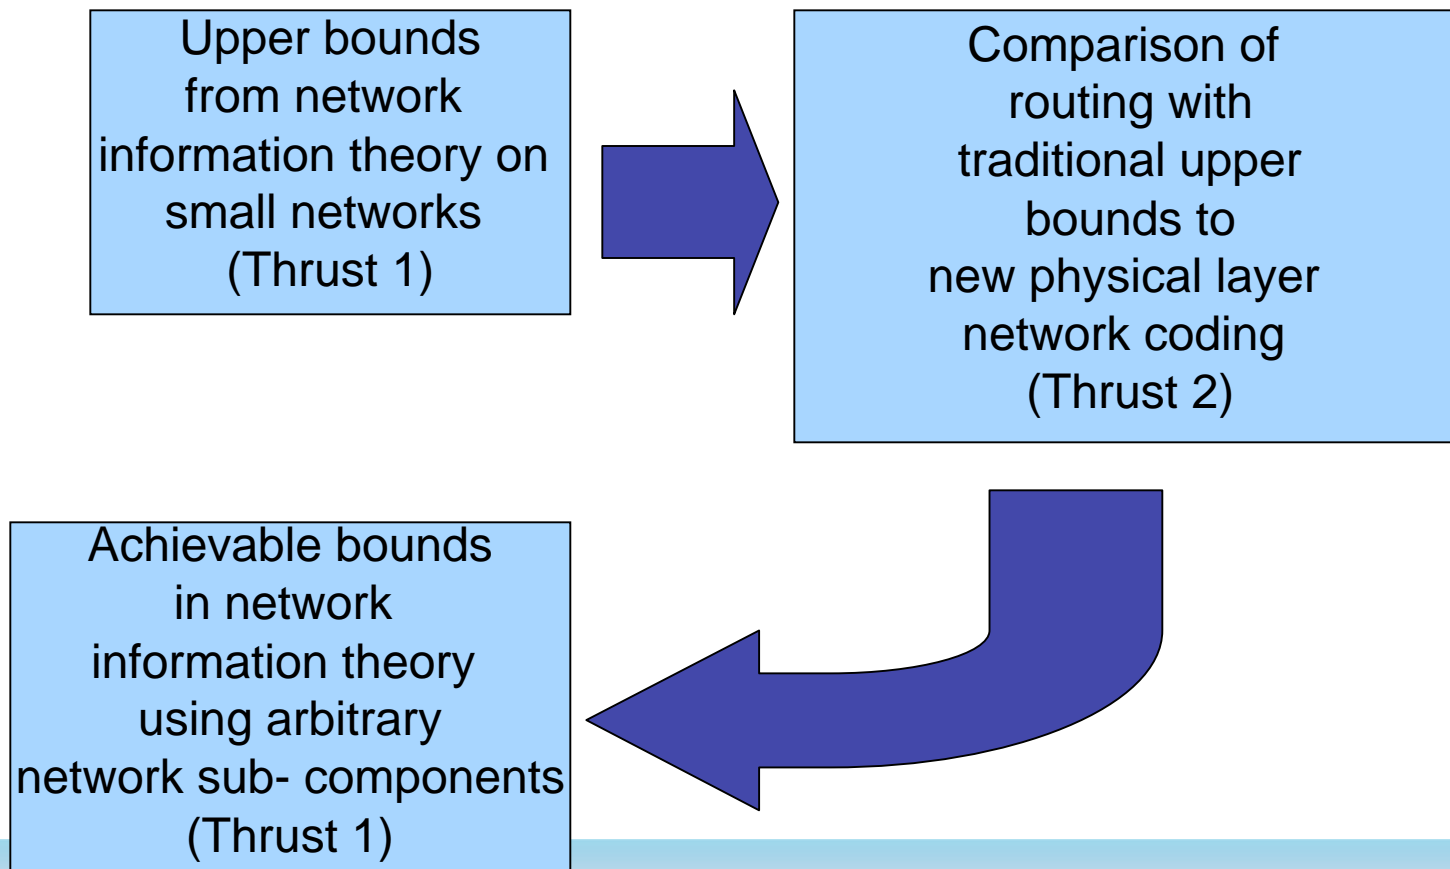 Upper bounds
from network
information theory on
small networks
(Thrust 1)
Comparison of
routing with
traditional upper
bounds to
new physical layer
network coding
(Thrust 2)
Achievable bounds
in network
information theory
using arbitrary
network sub- components
(Thrust 1)